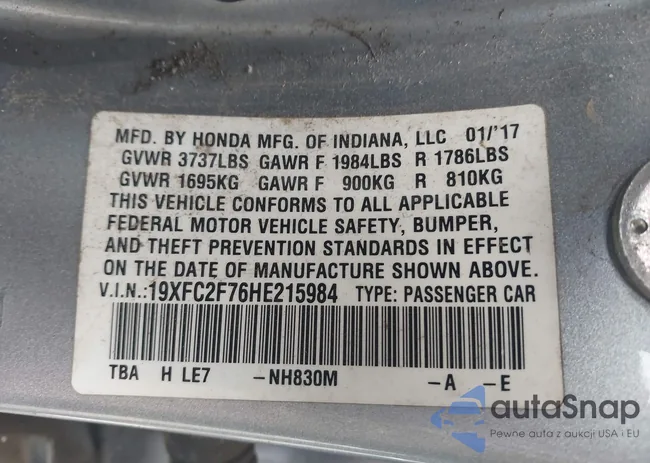 MFD. BY HONDA MFG. OF INDIANA, LLC 01/'17
GVWR 3737LBS GAWR F 1984LBS R 1786LBS
GVWR 1695KG GAWR F 900KG R 810KG
THIS VEHICLE CONFORMS TO ALL APPLICABLE
FEDERAL MOTOR VEHICLE SAFETY, BUMPER,
AND THEFT PREVENTION STANDARDS IN EFFECT
ON THE DATE OF MANUFACTURE SHOWN ABOVE.
V.I.N.:19XFC2F76HE215984 TYPE: PASSENGER CAR
TBA H LE7 -NH830M -A -E
autaSnap
Pewne auta z aukcji USA i EU